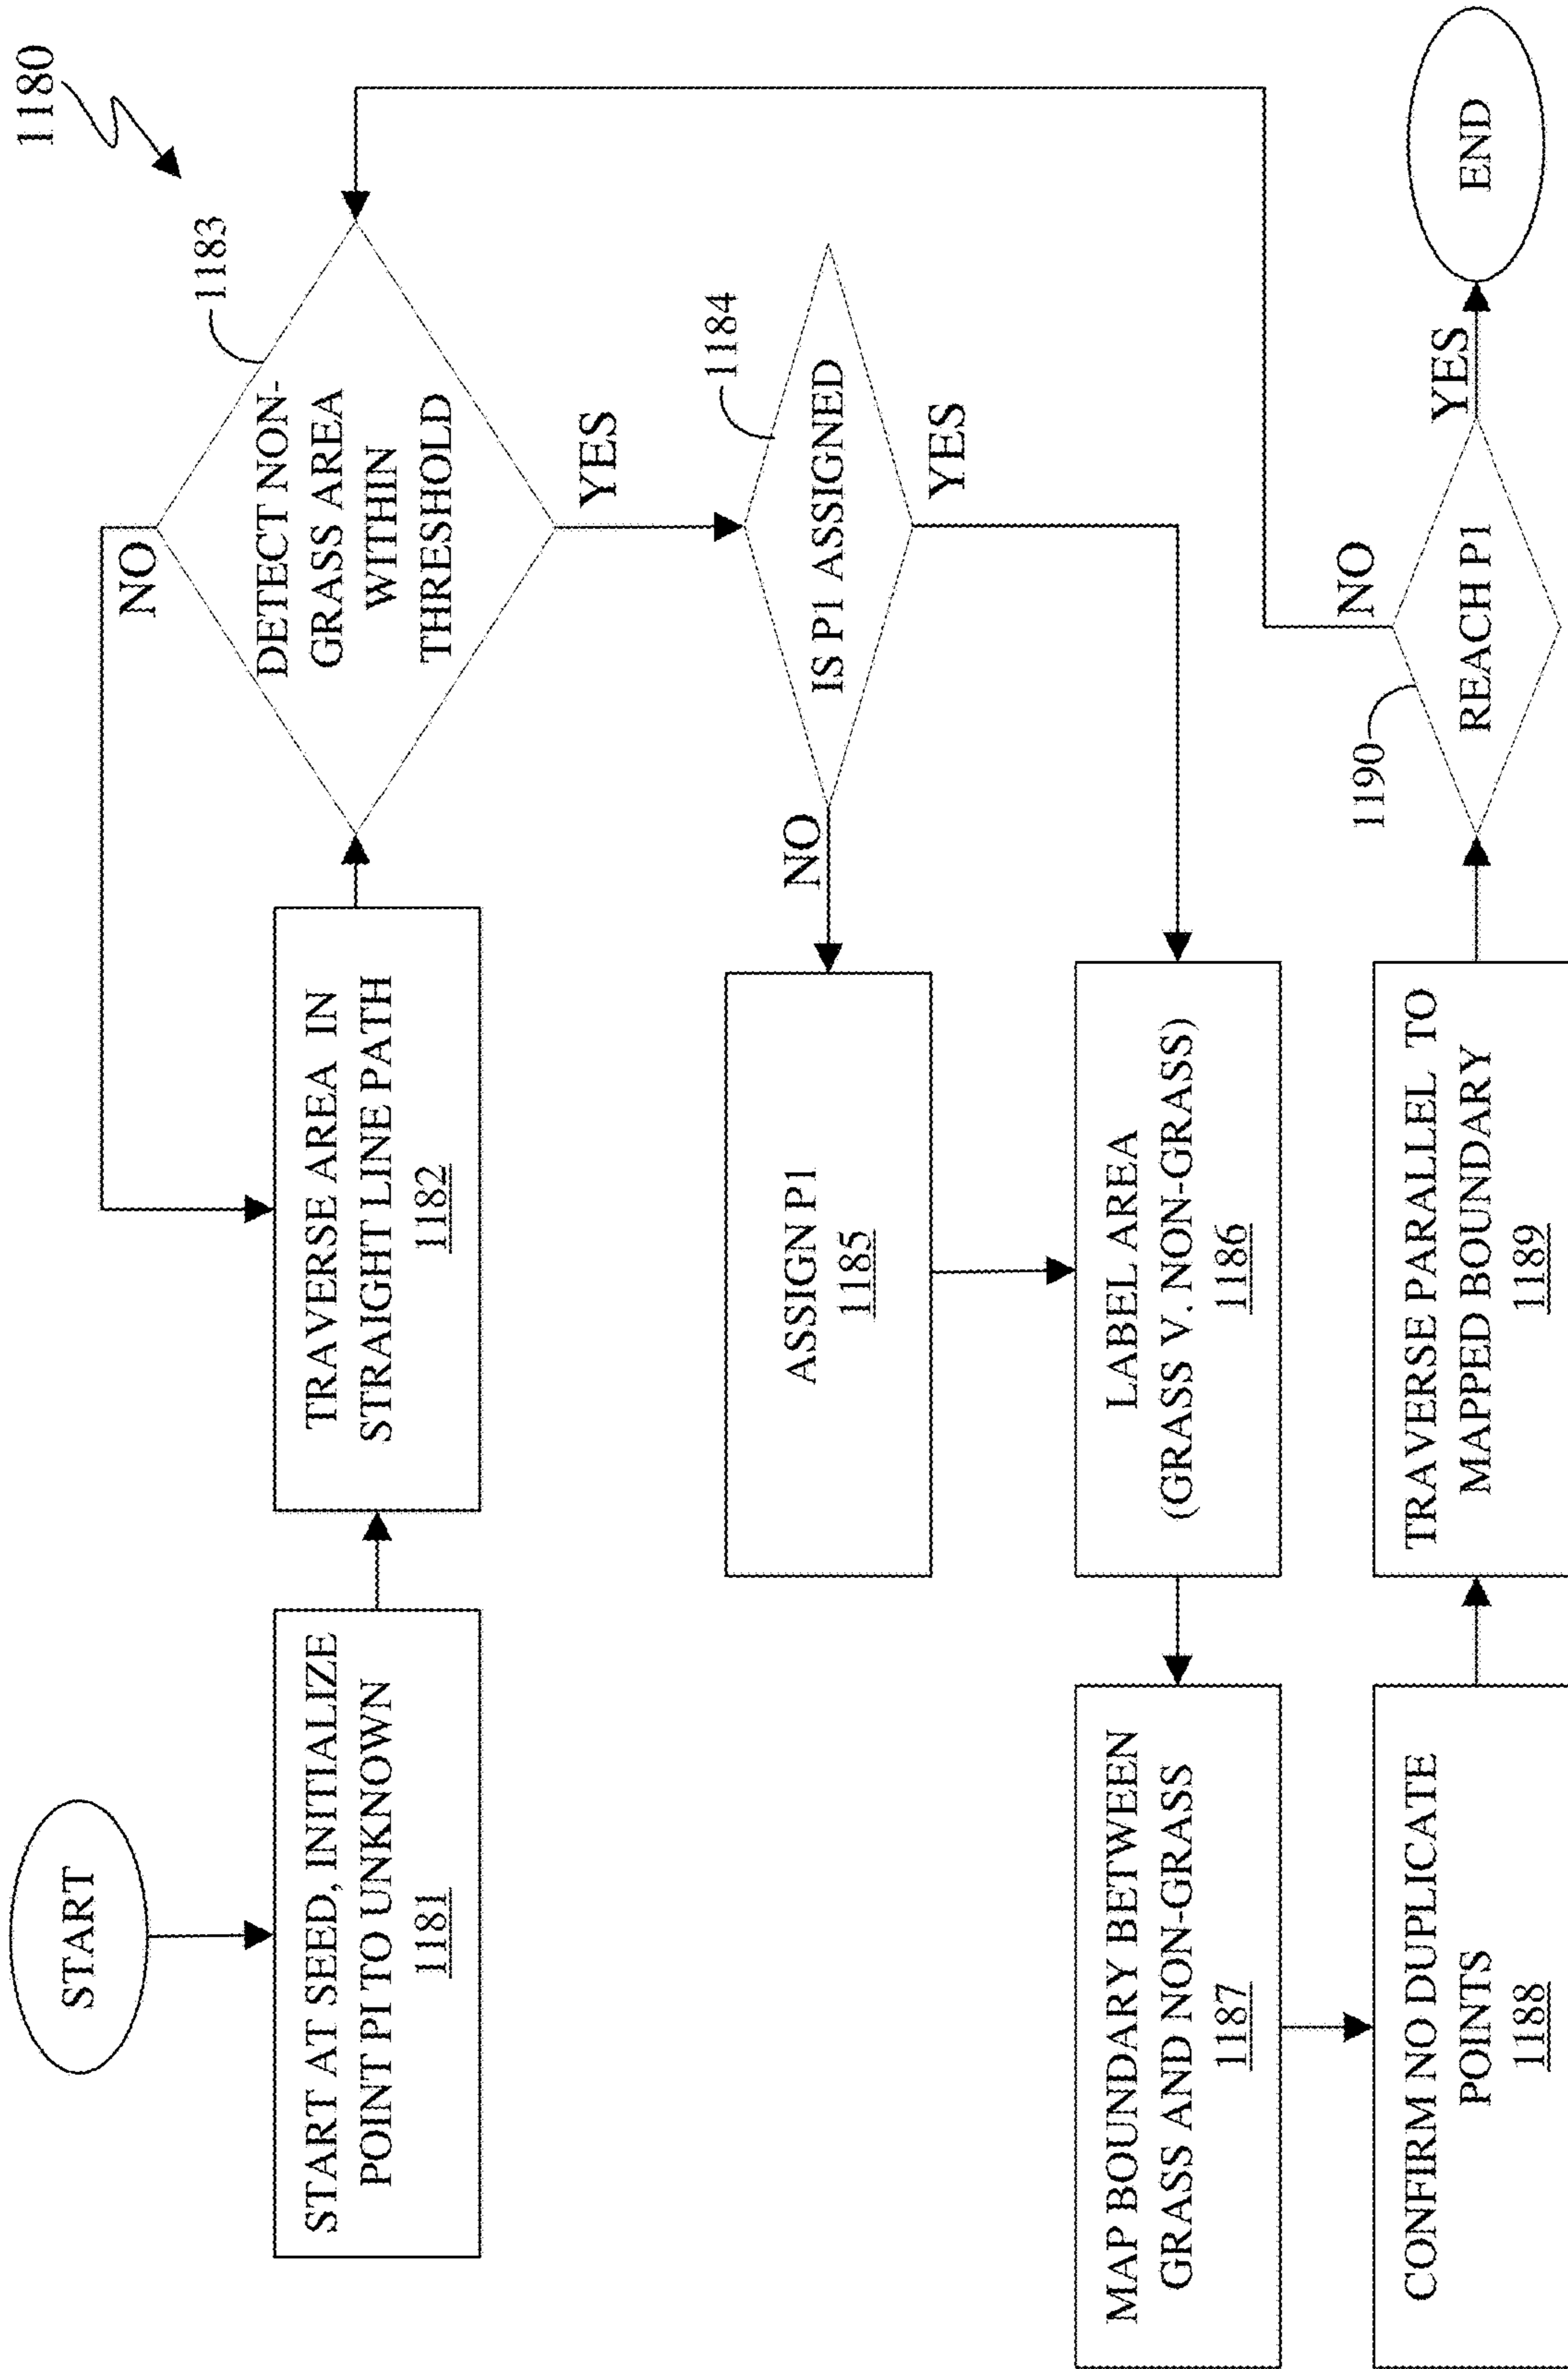 1180
START
START AT SEED, INITIALIZE
POINT PI TO UNKNOWN
1181
TRAVERSE AREA IN
STRAIGHT LINE PATH
1182
NO
1183
DETECT NON-
GRASS AREA
WITHIN
THRESHOLD
YES
1184
IS P1 ASSIGNED
NO
YES
ASSIGN P1
1185
LABEL AREA
(GRASS V. NON-GRASS)
1186
MAP BOUNDARY BETWEEN
GRASS AND NON-GRASS
1187
CONFIRM NO DUPLICATE
POINTS
1188
TRAVERSE PARALLEL TO
MAPPED BOUNDARY
1189
1190
REACH P1
NO
YES
END